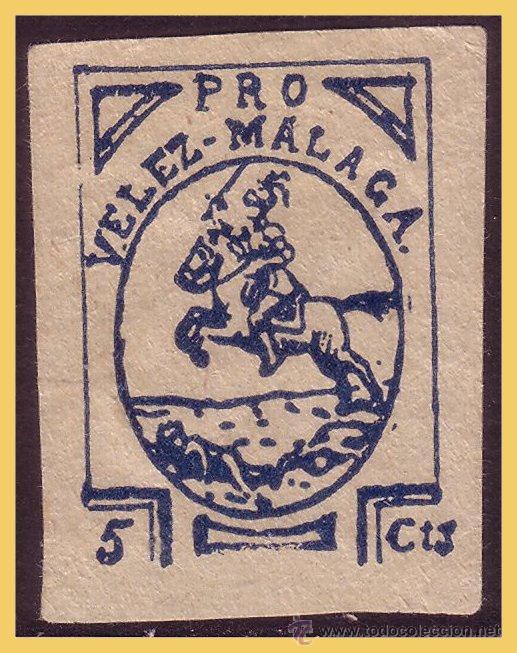 PRO
VELEZ-MALAGA.
5 Cts
www.todocoleccion.net